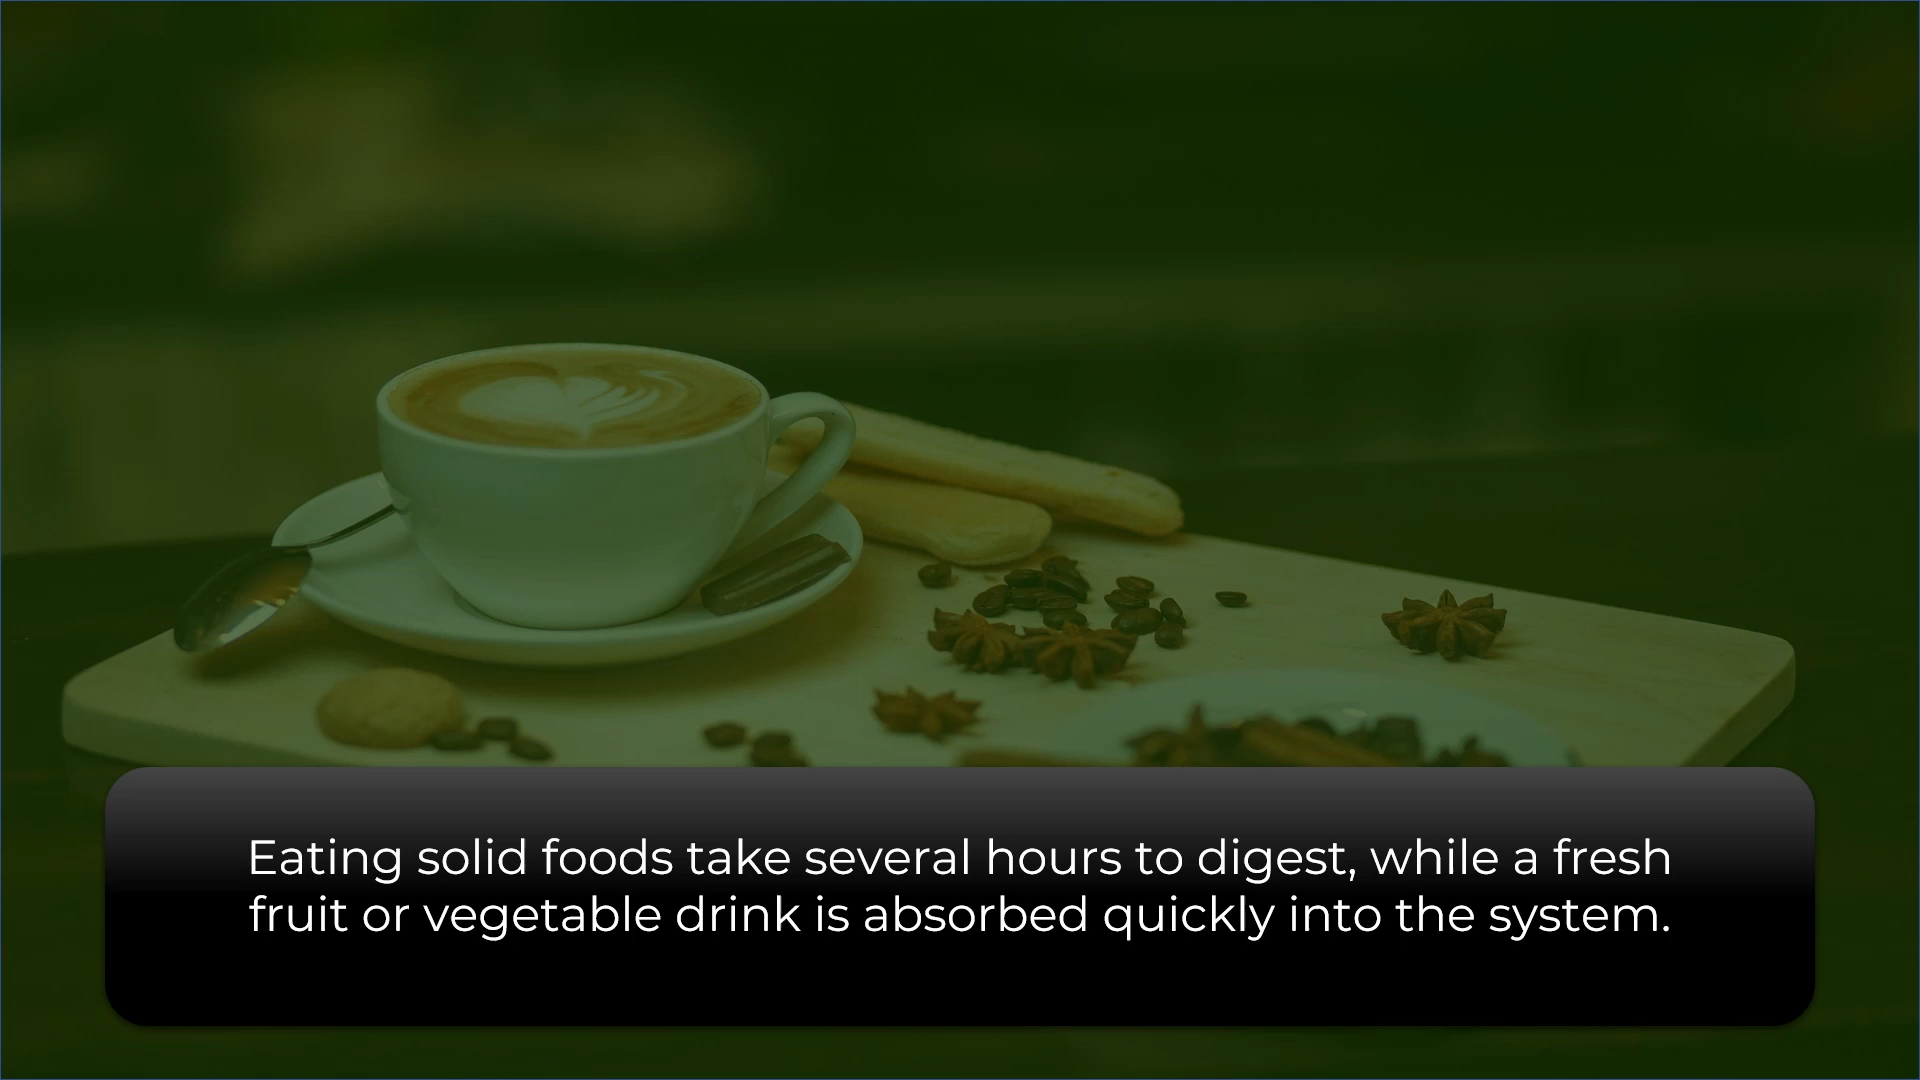 Eating solid foods take several hours to digest, while a fresh
fruit or vegetable drink is absorbed quickly into the system.